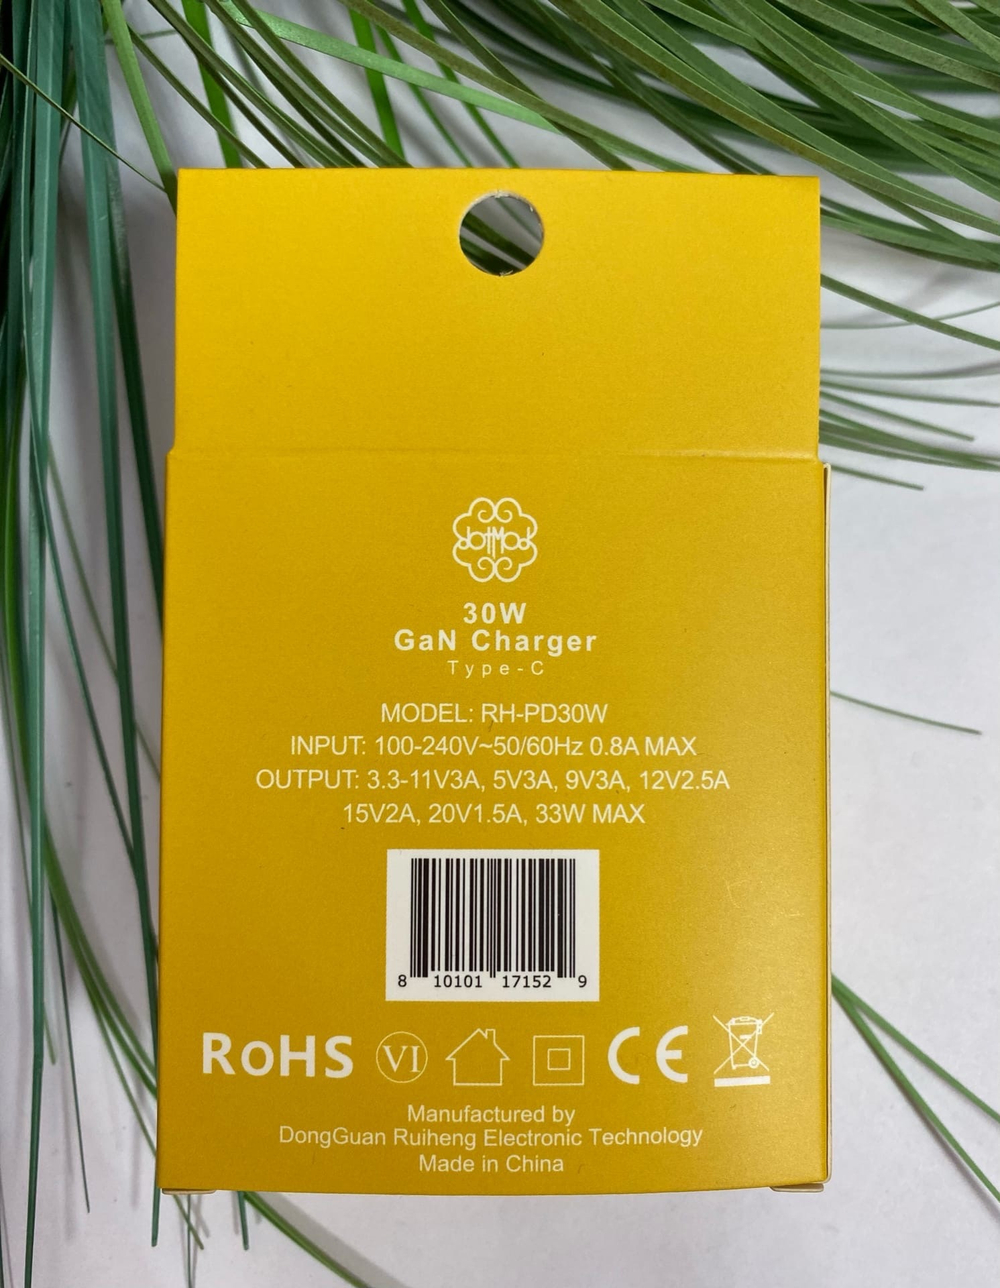 dotMod
30W
GaN Charger
Type-C
MODEL: RH-PD30W
INPUT: 100-240V~50/60Hz 0.8A MAX
OUTPUT: 3.3-11V3A, 5V3A, 9V3A, 12V2.5A
15V2A, 20V1.5A, 33W MAX
8 10101 17152 9
RoHS VI CE
Manufactured by
DongGuan Ruiheng Electronic Technology
Made in China